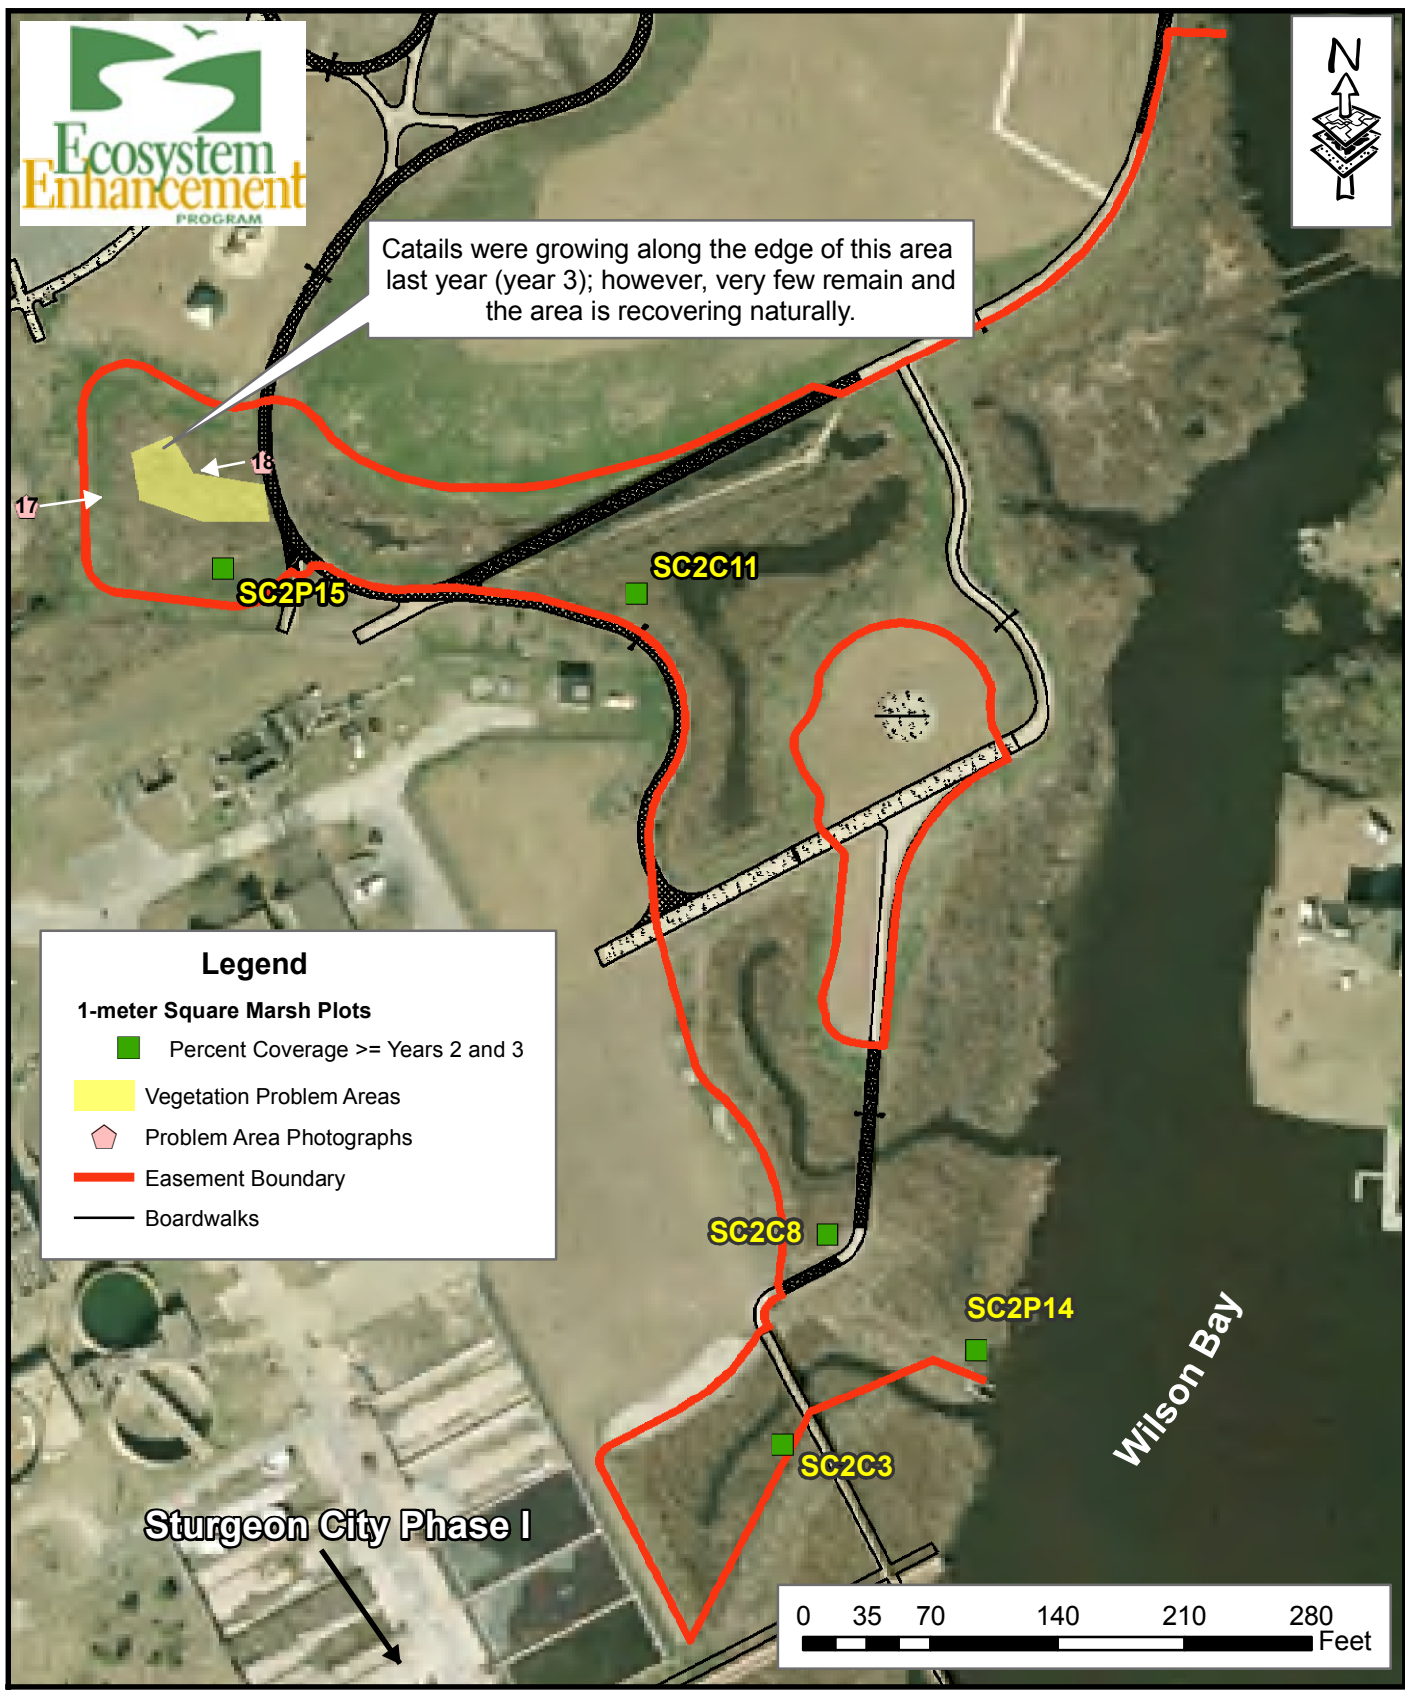 Ecosystem
Enhancement
PROGRAM
N
Catails were growing along the edge of this area
last year (year 3); however, very few remain and
the area is recovering naturally.
18
17
SC2P15
SC2C11
Legend
1-meter Square Marsh Plots
Percent Coverage >= Years 2 and 3
Vegetation Problem Areas
Problem Area Photographs
Easement Boundary
Boardwalks
SC2C8
SC2P14
SC2C3
Wilson Bay
Sturgeon City Phase I
0 35 70 140 210 280
Feet